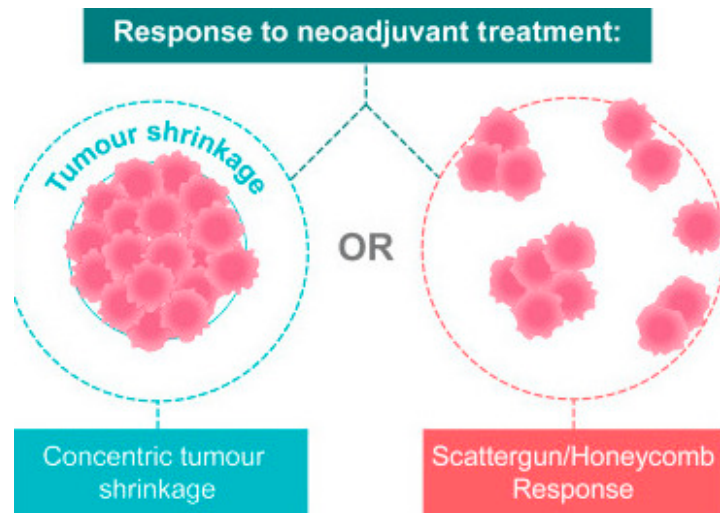 Response to neoadjuvant treatment:
Tumour shrinkage
OR
Concentric tumour
shrinkage
Scattergun/Honeycomb
Response